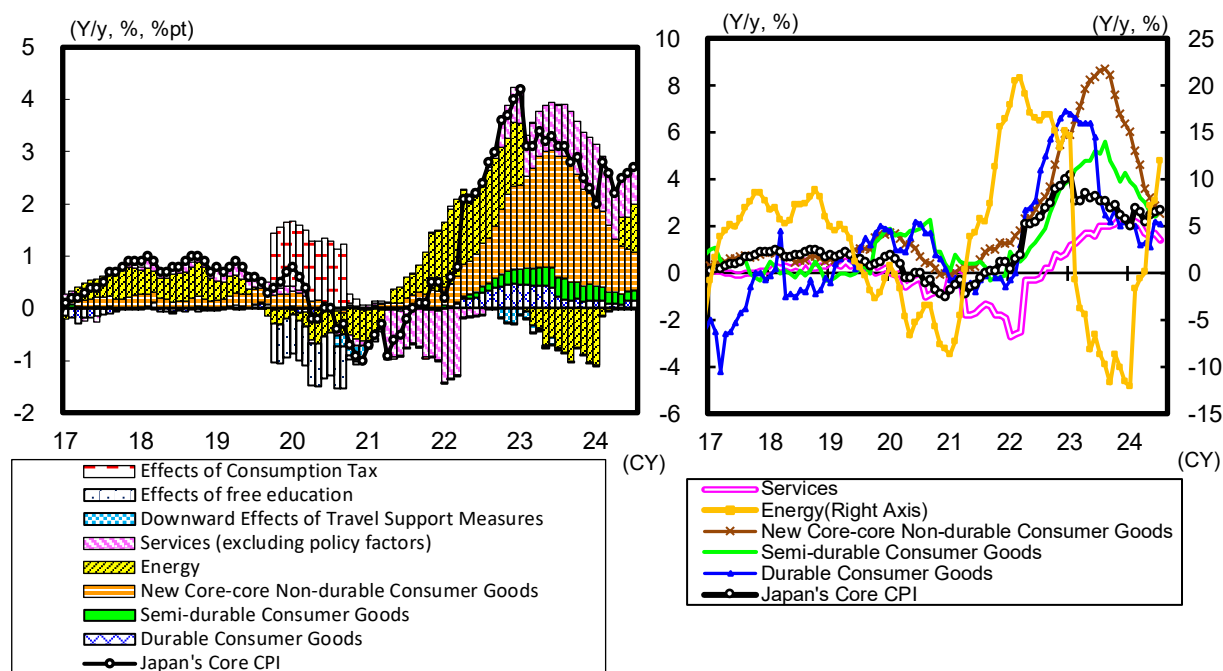 (Y/y, %, %pt)
5
4
3
2
1
0
-1
-2
17 18 19 20 21 22 23 24
(CY)
Effects of Consumption Tax
Effects of free education
Downward Effects of Travel Support Measures
Services (excluding policy factors)
Energy
New Core-core Non-durable Consumer Goods
Semi-durable Consumer Goods
Durable Consumer Goods
Japan's Core CPI
(Y/y, %) (Y/y, %)
10 25
8 20
6 15
4 10
2 5
0 0
-2 -5
-4 -10
-6 -15
17 18 19 20 21 22 23 24
(CY)
Services
Energy(Right Axis)
New Core-core Non-durable Consumer Goods
Semi-durable Consumer Goods
Durable Consumer Goods
Japan's Core CPI